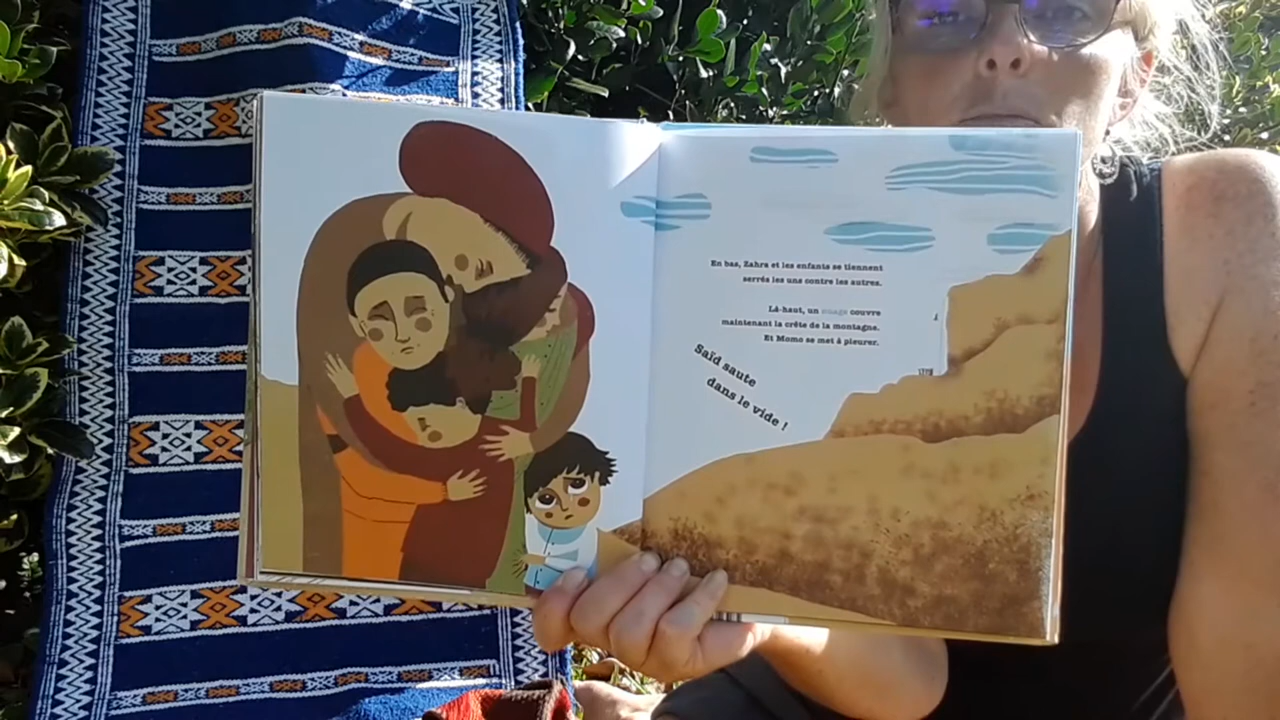 En bas, Zahra et les enfants se tiennent
serrés les uns contre les autres.
Là-haut, un nuage couvre
maintenant la crête de la montagne.
Et Momo se met à pleurer.
Saïd saute
dans le vide !